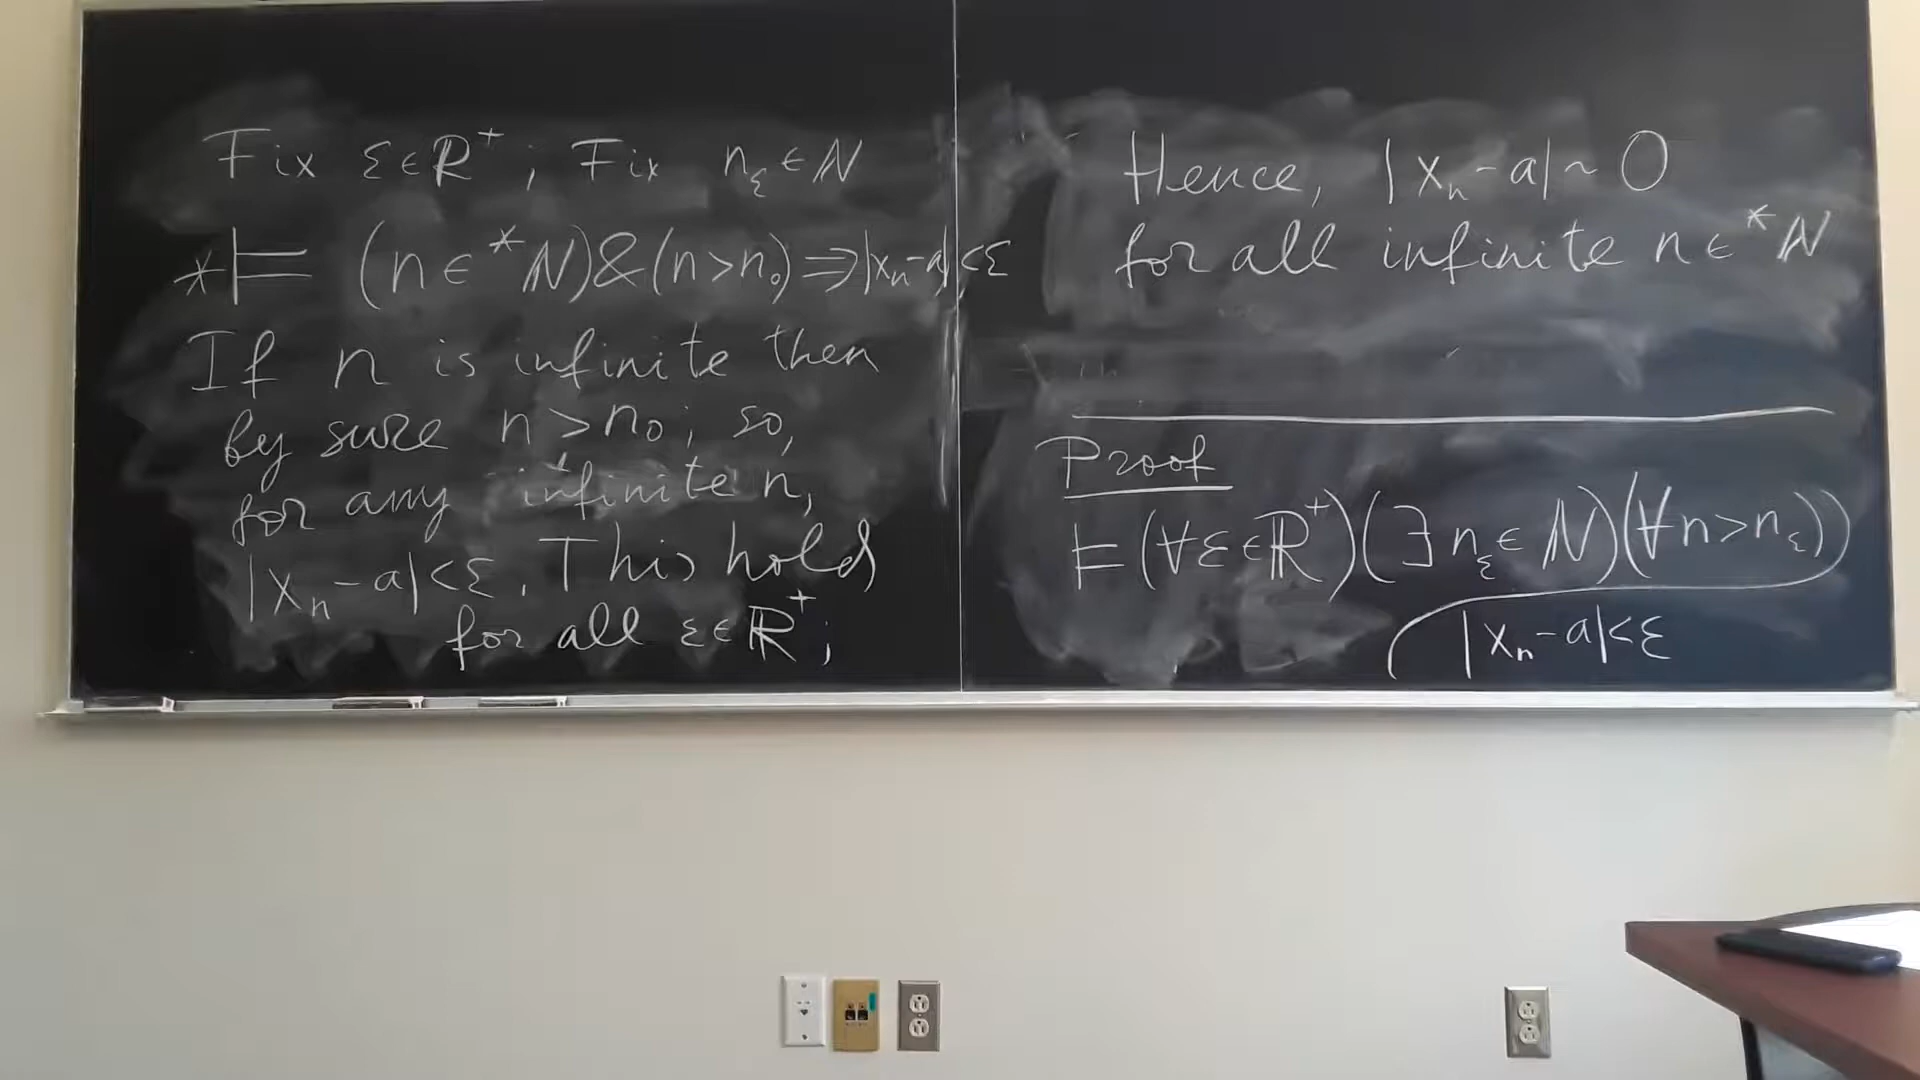 Fix ε∈ℝ⁺; Fix n_ε∈ℕ
*⊨ (n∈*ℕ)&(n>n₀)⇒|xₙ-a|<ε
If n is infinite then
by sure n>n₀; so,
for any infinite n,
|xₙ-a|<ε. This holds
for all ε∈ℝ⁺;
Hence, |xₙ-a|~0
for all infinite n∈*ℕ
Proof
⊨(∀ε∈ℝ⁺)(∃n_ε∈ℕ)(∀n>n_ε))
(|xₙ-a|<ε